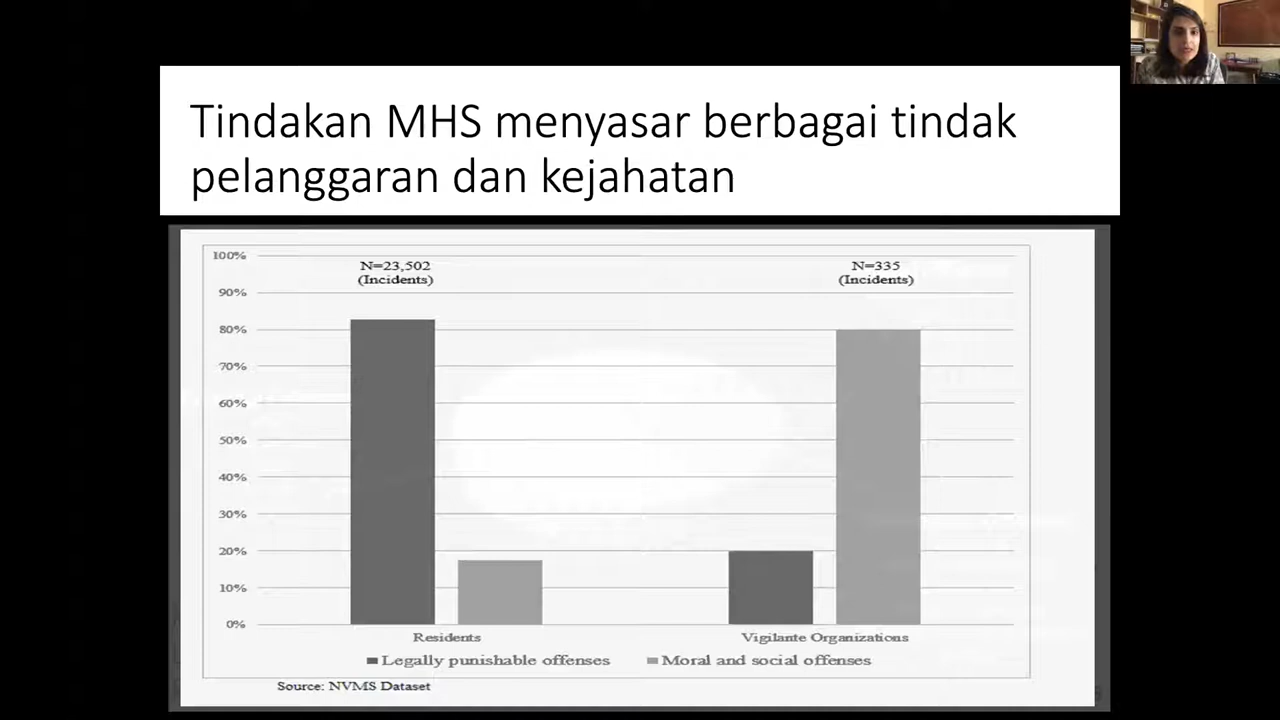 Tindakan MHS menyasar berbagai tindak
pelanggaran dan kejahatan
100%
N=23,502
(Incidents)
N=335
(Incidents)
90%
80%
70%
60%
50%
40%
30%
20%
10%
0%
Residents
Vigilante Organizations
Legally punishable offenses
Moral and social offenses
Source: NVMS Dataset